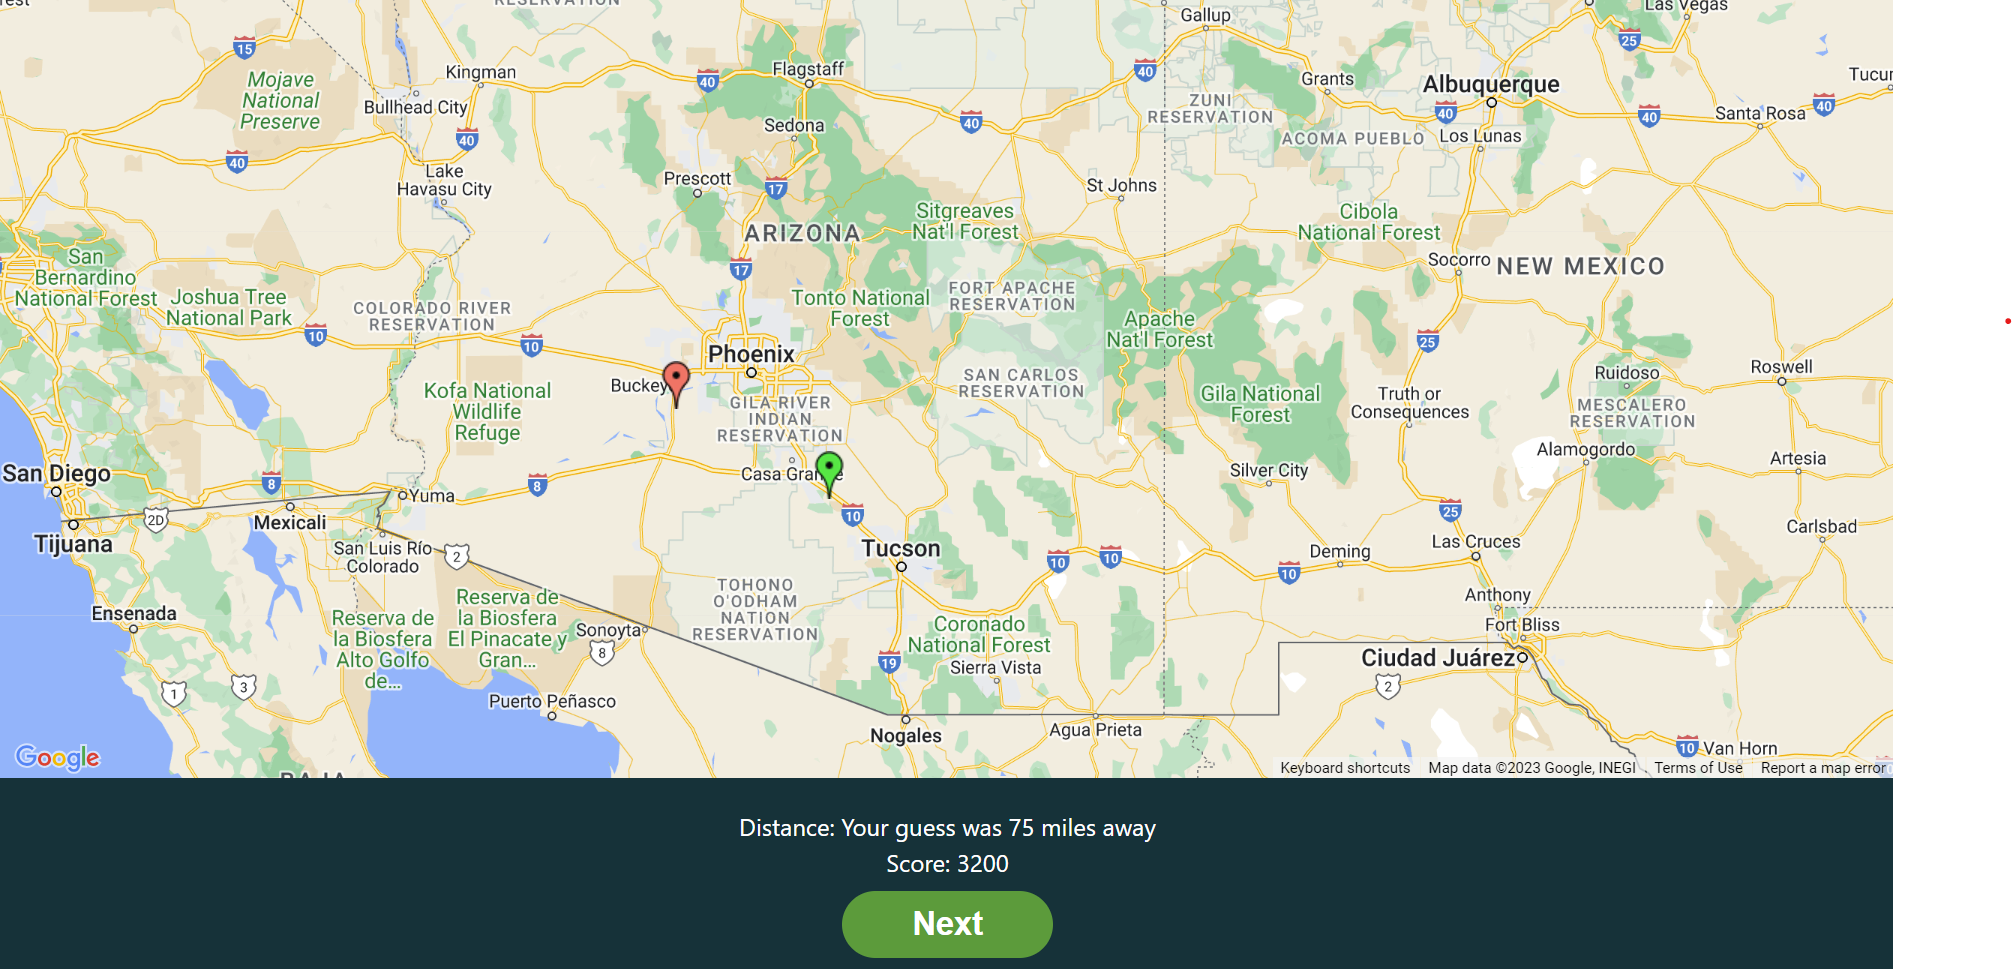 RESERVATION
Las Vegas
Gallup
15
25
Kingman
Flagstaff
40
40
Grants
Albuquerque
Mojave
National
Preserve
Bullhead City
ZUNI
RESERVATION
40
40
Santa Rosa
40
40
Sedona
40
ACOMA PUEBLO
Los Lunas
40
Lake
Havasu City
Prescott
17
St Johns
ARIZONA
Sitgreaves
Nat'l Forest
Cibola
National Forest
San
Bernardino
National Forest
Joshua Tree
National Park
17
Socorro
NEW MEXICO
COLORADO RIVER
RESERVATION
Tonto National
Forest
FORT APACHE
RESERVATION
Apache
Nat'l Forest
10
10
25
Phoenix
Buckey
Kofa National
Wildlife
Refuge
SAN CARLOS
RESERVATION
Gila National
Forest
Truth or
Consequences
Ruidoso
Roswell
GILA RIVER
INDIAN
RESERVATION
MESCALERO
RESERVATION
San Diego
8
8
Casa Grande
Silver City
Alamogordo
Artesia
Yuma
2D
Mexicali
10
25
Tijuana
San Luis Río
Colorado
2
Tucson
10
10
10
Deming
Las Cruces
Carlsbad
Ensenada
Reserva de
la Biosfera
Alto Golfo
de...
Reserva de
la Biosfera
El Pinacate y
Gran...
Sonoyta
8
TOHONO
O'ODHAM
NATION
RESERVATION
Coronado
National Forest
Anthony
Fort Bliss
1
3
19
Sierra Vista
Ciudad Juárez
2
Puerto Peñasco
Nogales
Agua Prieta
10
Van Horn
Google
Keyboard shortcuts
Map data ©2023 Google, INEGI
Terms of Use
Report a map error
Distance: Your guess was 75 miles away
Score: 3200
Next